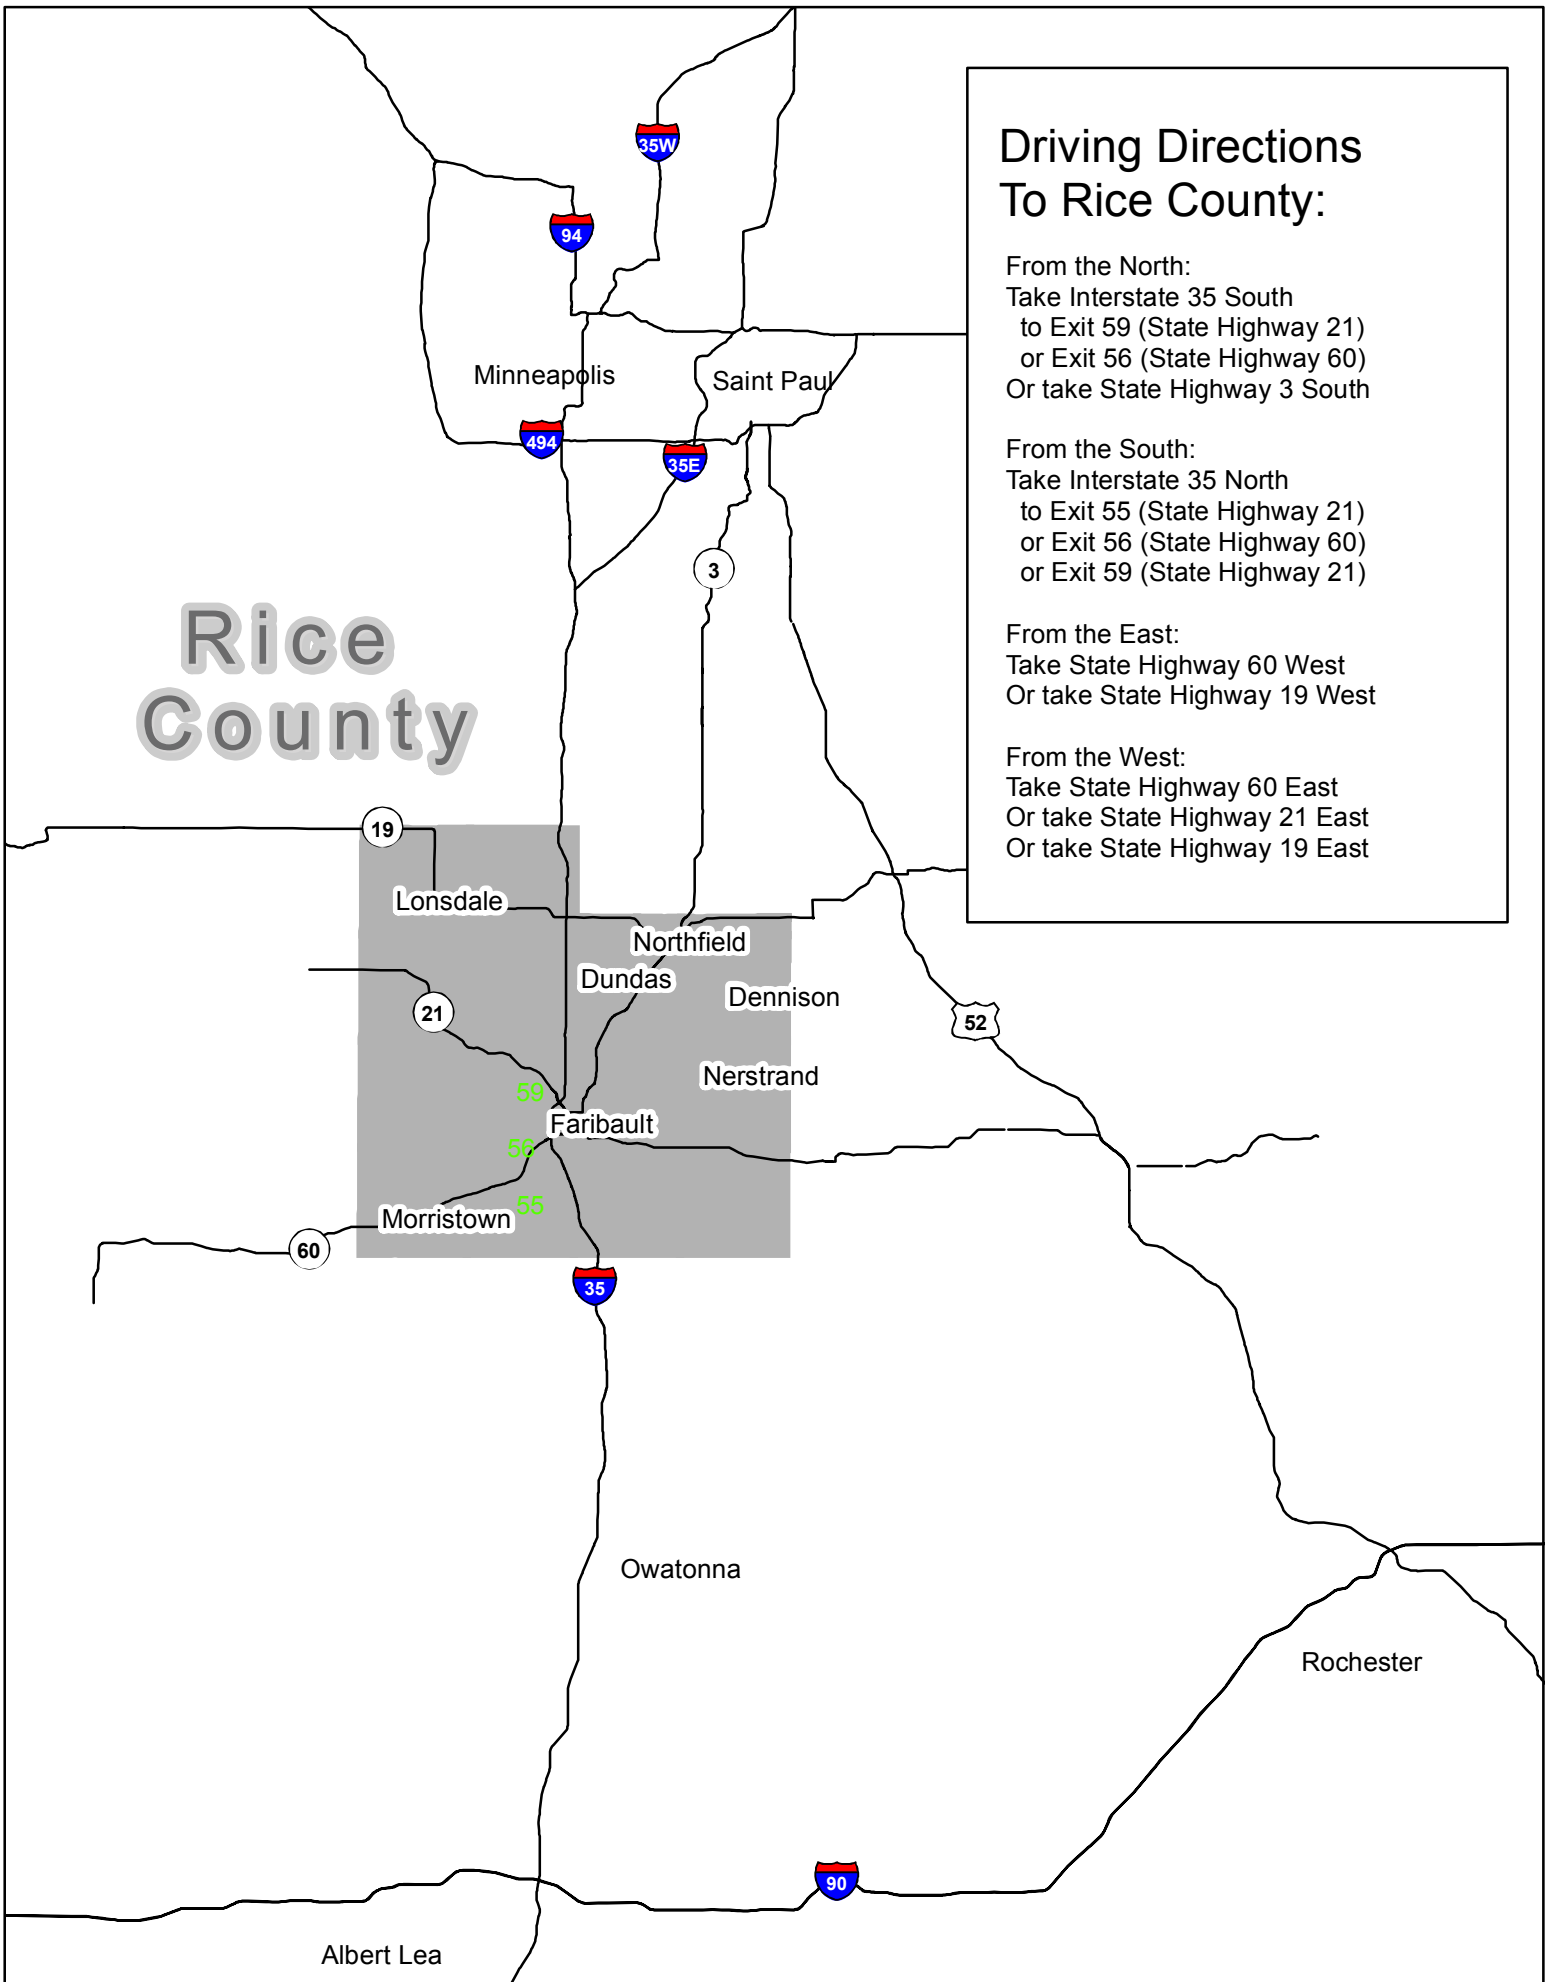 35W
94
Minneapolis
Saint Paul
494
35E
3
Driving Directions
To Rice County:
From the North:
Take Interstate 35 South
to Exit 59 (State Highway 21)
or Exit 56 (State Highway 60)
Or take State Highway 3 South
From the South:
Take Interstate 35 North
to Exit 55 (State Highway 21)
or Exit 56 (State Highway 60)
or Exit 59 (State Highway 21)
From the East:
Take State Highway 60 West
Or take State Highway 19 West
From the West:
Take State Highway 60 East
Or take State Highway 21 East
Or take State Highway 19 East
Rice
County
19
Lonsdale
Northfield
Dundas
Dennison
21
52
Nerstrand
59
Faribault
56
55
Morristown
60
35
Owatonna
Rochester
90
Albert Lea